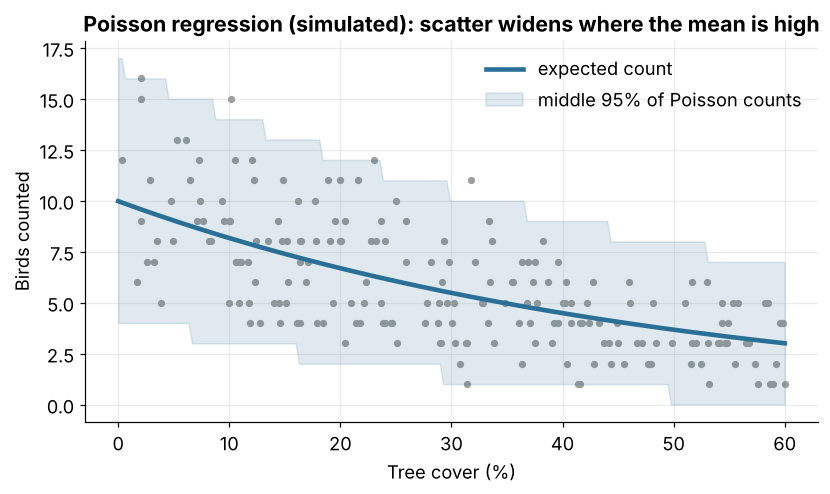 Poisson regression (simulated): scatter widens where the mean is high
expected count
middle 95% of Poisson counts
Birds counted
17.5
15.0
12.5
10.0
7.5
5.0
2.5
0.0
0 10 20 30 40 50 60
Tree cover (%)